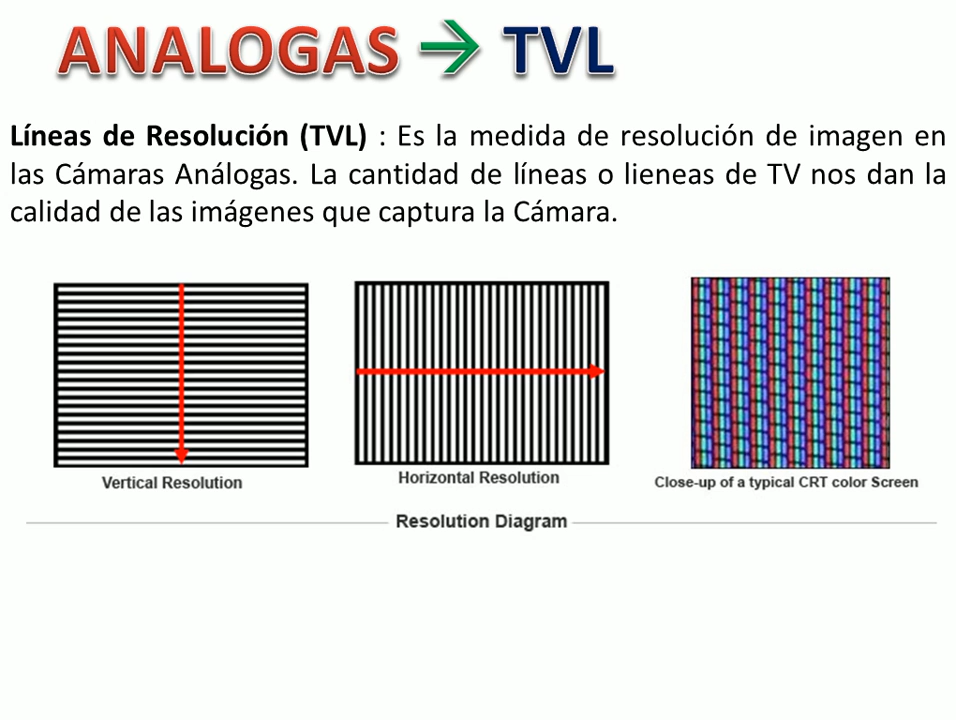 ANALOGAS → TVL
Líneas de Resolución (TVL) : Es la medida de resolución de imagen en
las Cámaras Análogas. La cantidad de líneas o lieneas de TV nos dan la
calidad de las imágenes que captura la Cámara.
Vertical Resolution
Horizontal Resolution
Close-up of a typical CRT color Screen
Resolution Diagram